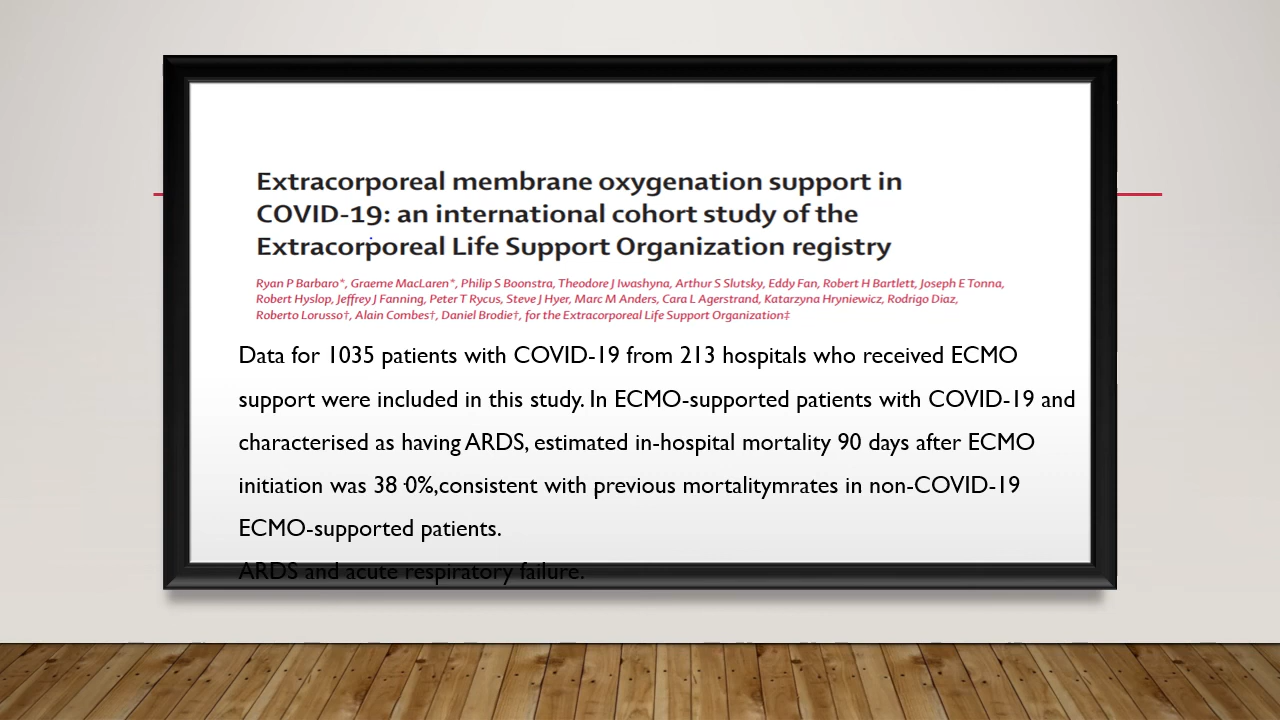 Extracorporeal membrane oxygenation support in
COVID-19: an international cohort study of the
Extracorporeal Life Support Organization registry
Ryan P Barbaro*, Graeme MacLaren*, Philip S Boonstra, Theodore J Iwashyna, Arthur S Slutsky, Eddy Fan, Robert H Bartlett, Joseph E Tonna,
Robert Hyslop, Jeffrey J Fanning, Peter T Rycus, Steve J Hyer, Marc M Anders, Cara L Agerstrand, Katarzyna Hryniewicz, Rodrigo Diaz,
Roberto Lorusso†, Alain Combes†, Daniel Brodie†, for the Extracorporeal Life Support Organization‡
Data for 1035 patients with COVID-19 from 213 hospitals who received ECMO
support were included in this study. In ECMO-supported patients with COVID-19 and
characterised as having ARDS, estimated in-hospital mortality 90 days after ECMO
initiation was 38·0%,consistent with previous mortalitymrates in non-COVID-19
ECMO-supported patients.
ARDS and acute respiratory failure.